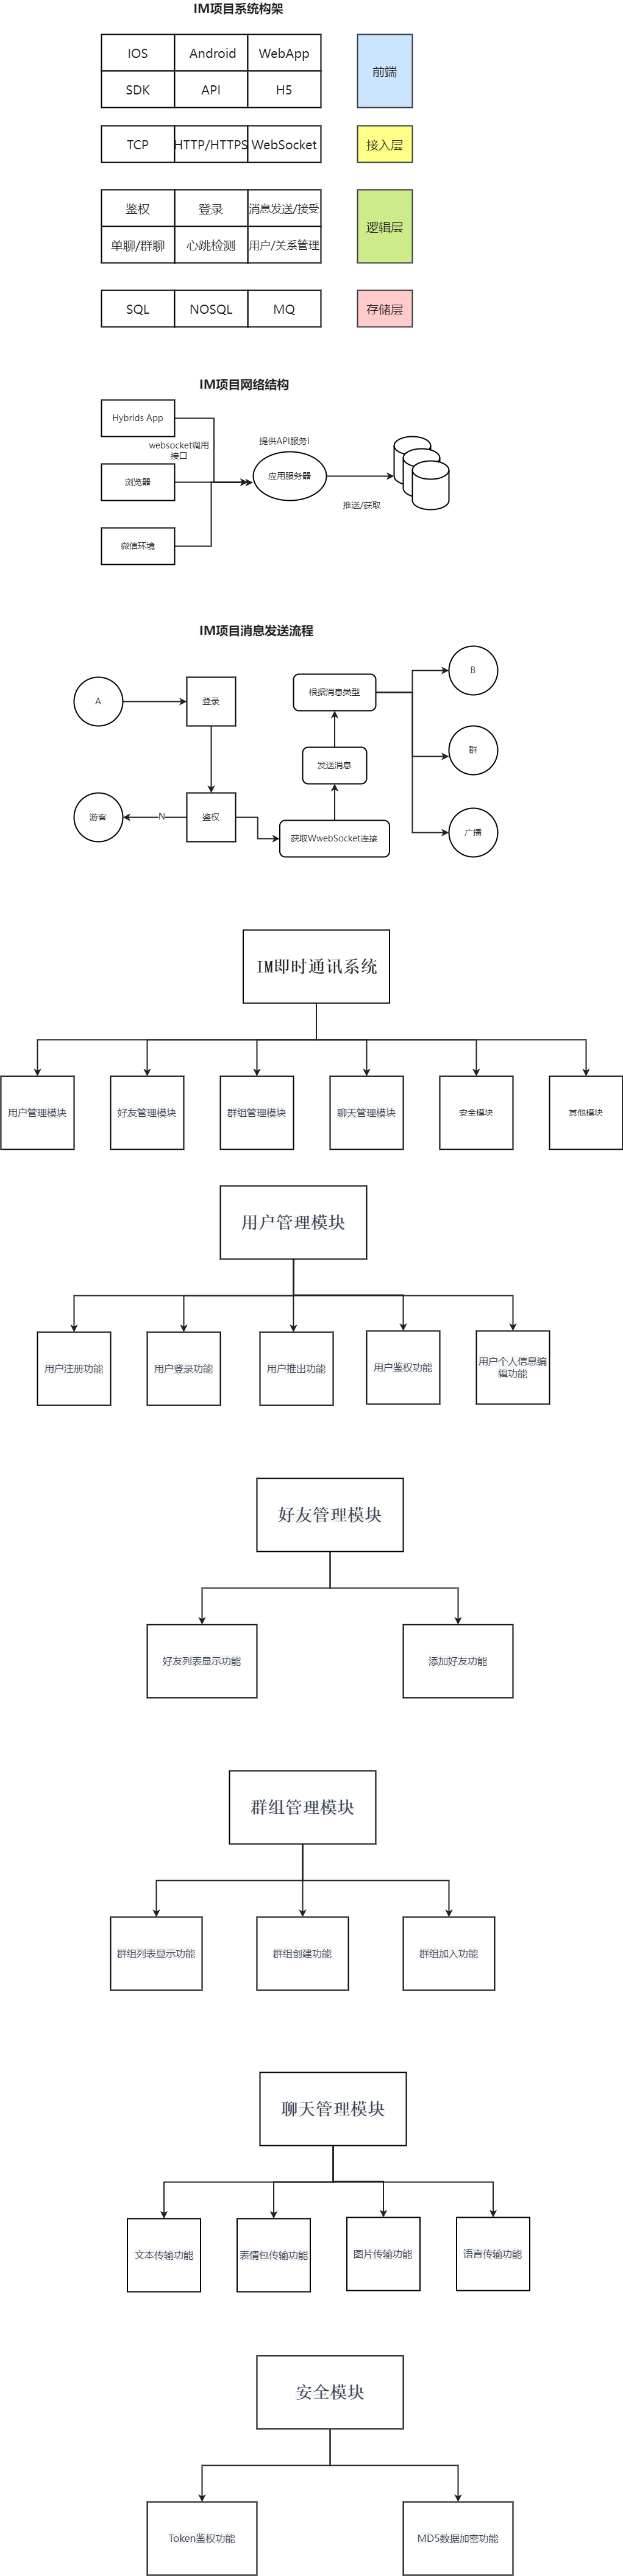 IM项目系统构架
IOS Android WebApp
前端
SDK API H5
TCP HTTP/HTTPS WebSocket 接入层
鉴权 登录 消息发送/接受
逻辑层
单聊/群聊 心跳检测 用户/关系管理
SQL NOSQL MQ 存储层
IM项目网络结构
Hybrids App
websocket调用
接口
提供API服务i
浏览器
应用服务器
推送/获取
微信环境
IM项目消息发送流程
A
登录
根据消息类型
B
发送消息
群
游客
N
鉴权
获取WwebSocket连接
广播
IM即时通讯系统
用户管理模块 好友管理模块 群组管理模块 聊天管理模块 安全模块 其他模块
用户管理模块
用户注册功能 用户登录功能 用户推出功能 用户鉴权功能 用户个人信息编
辑功能
好友管理模块
好友列表显示功能 添加好友功能
群组管理模块
群组列表显示功能 群组创建功能 群组加入功能
聊天管理模块
文本传输功能 表情包传输功能 图片传输功能 语言传输功能
安全模块
Token鉴权功能 MD5数据加密功能